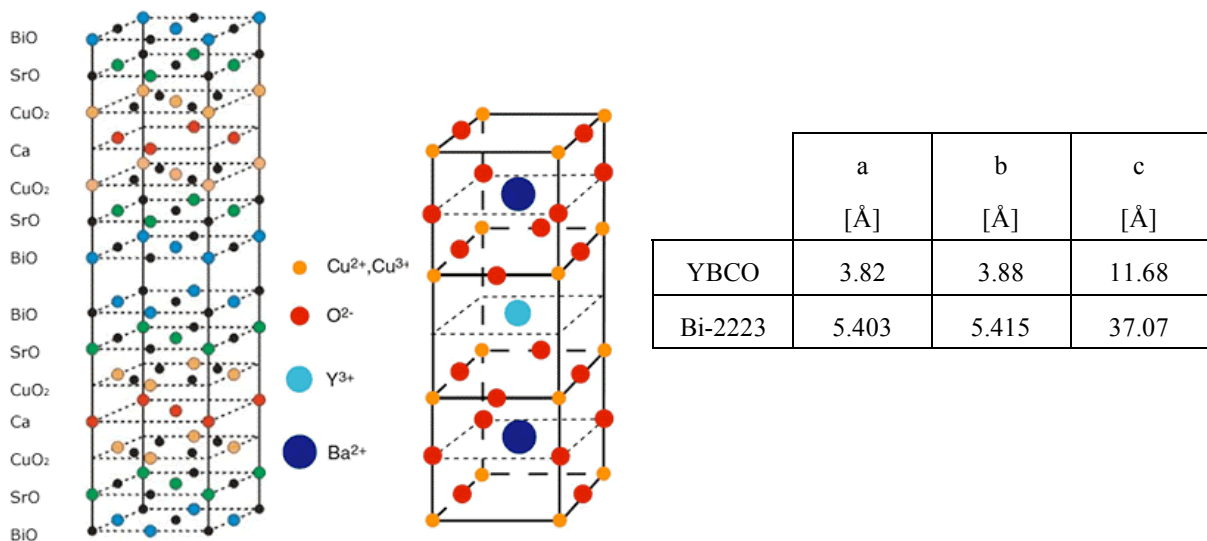 BiO
SrO
CuO₂
Ca
CuO₂
SrO
BiO
BiO
SrO
CuO₂
Ca
CuO₂
SrO
BiO
Cu²⁺,Cu³⁺
O²⁻
Y³⁺
Ba²⁺
a b c
[Å] [Å] [Å]
YBCO 3.82 3.88 11.68
Bi-2223 5.403 5.415 37.07